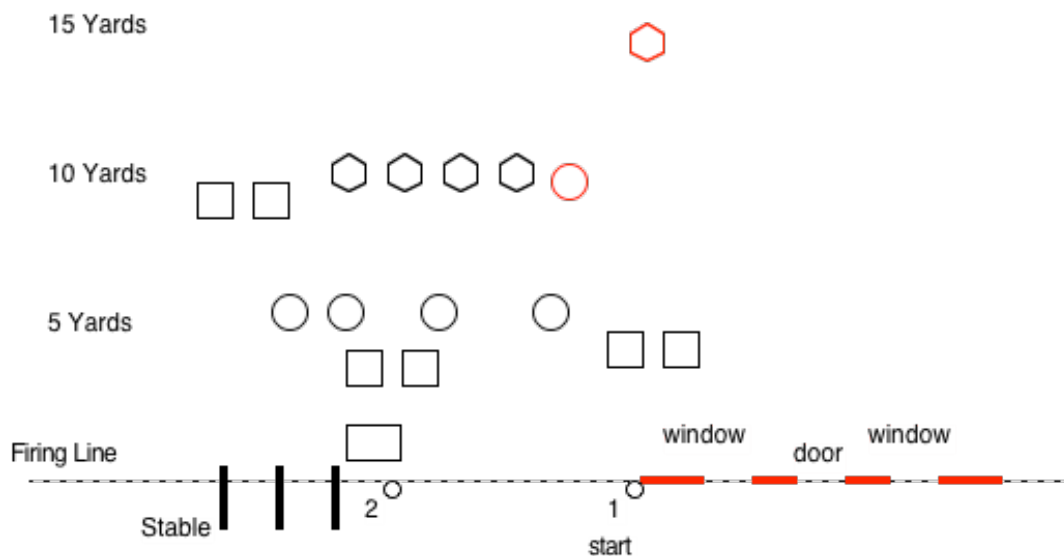 15 Yards
10 Yards
5 Yards
window
window
door
Firing Line
2
1
Stable
start